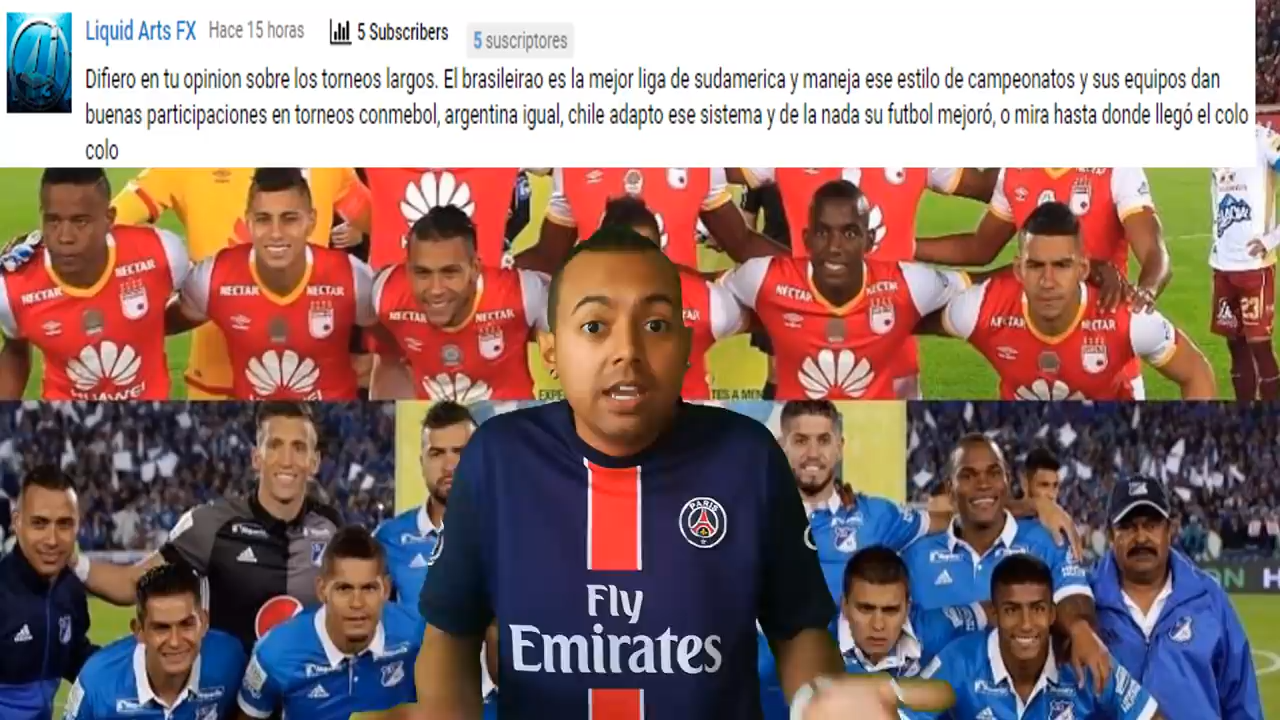 Liquid Arts FX Hace 15 horas 5 Subscribers 5 suscriptores
Difiero en tu opinion sobre los torneos largos. El brasileirao es la mejor liga de sudamerica y maneja ese estilo de campeonatos y sus equipos dan
buenas participaciones en torneos conmebol, argentina igual, chile adapto ese sistema y de la nada su futbol mejoró, o mira hasta donde llegó el colo
colo
NECTAR
NECTAR NECTAR
NECTAR NECTAR
NECTAR NECTAR
NECTAR
HUAWEI
23
PARIS
Fly
Emirates